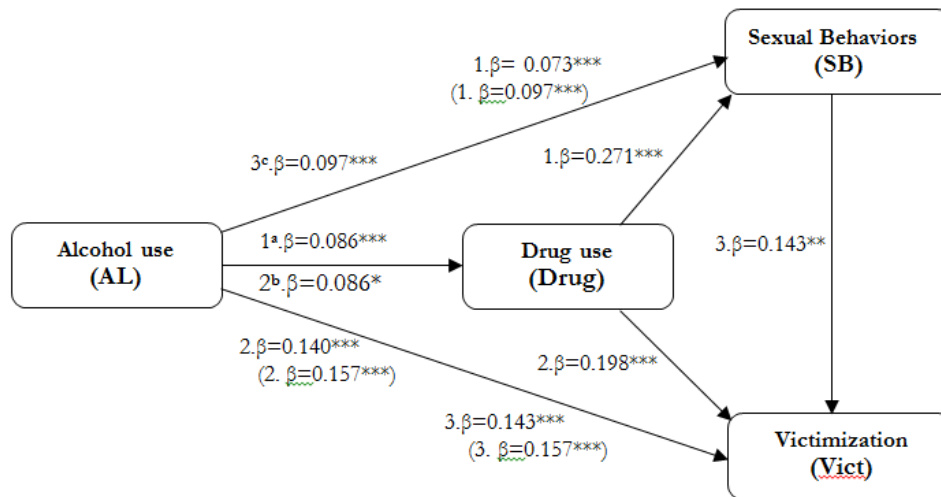 Sexual Behaviors
(SB)
1.β= 0.073***
(1. β=0.097***)
3ᶜ.β=0.097***
1.β=0.271***
Alcohol use
(AL)
1ᵃ.β=0.086***
2ᵇ.β=0.086*
Drug use
(Drug)
3.β=0.143**
2.β=0.140***
(2. β=0.157***)
2.β=0.198***
3.β=0.143***
(3. β=0.157***)
Victimization
(Vict)